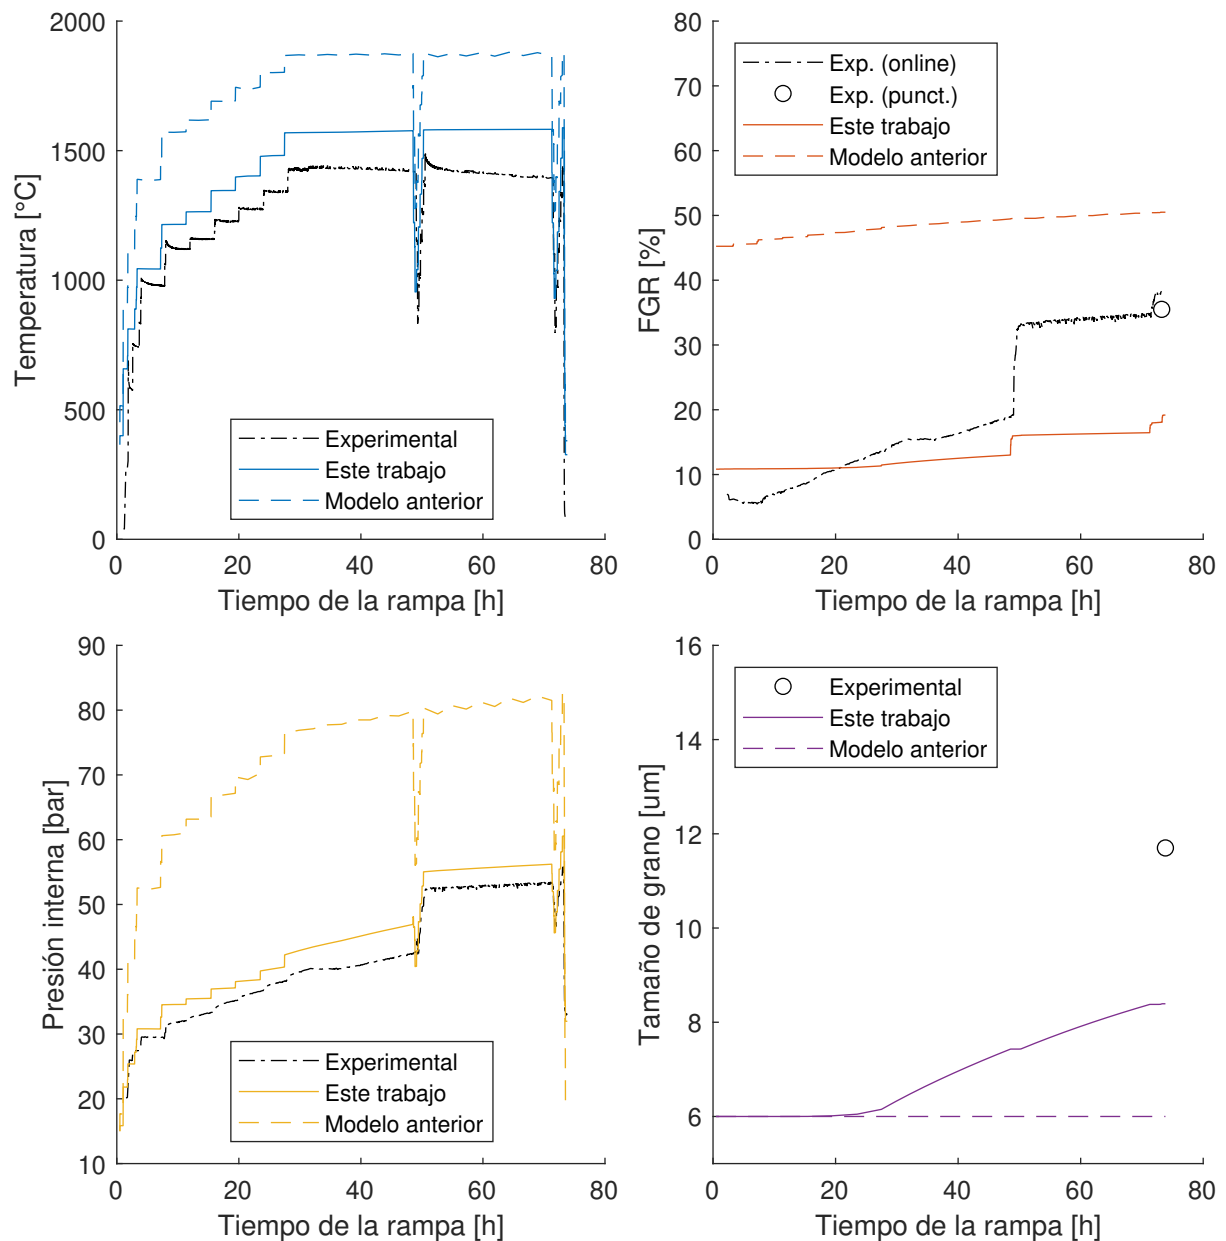 2000
1500
1000
500
0
Temperatura [°C]
Experimental
Este trabajo
Modelo anterior
0 20 40 60 80
Tiempo de la rampa [h]
80
70
60
50
40
30
20
10
0
FGR [%]
Exp. (online)
Exp. (punct.)
Este trabajo
Modelo anterior
0 20 40 60 80
Tiempo de la rampa [h]
90
80
70
60
50
40
30
20
10
Presión interna [bar]
Experimental
Este trabajo
Modelo anterior
0 20 40 60 80
Tiempo de la rampa [h]
16
14
12
10
8
6
Tamaño de grano [um]
Experimental
Este trabajo
Modelo anterior
0 20 40 60 80
Tiempo de la rampa [h]